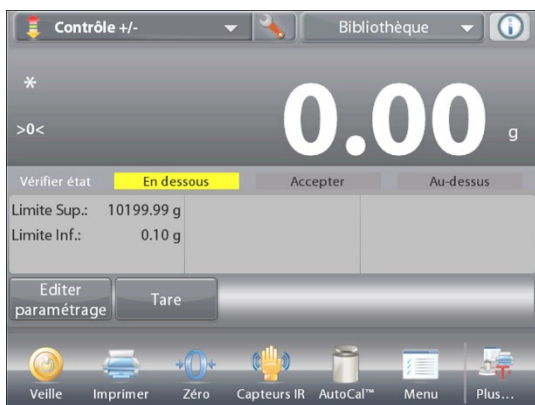 Contrôle +/- Bibliothèque
*
>0<
0.00 g
Vérifier état En dessous Accepter Au-dessus
Limite Sup.: 10199.99 g
Limite Inf.: 0.10 g
Editer
paramétrage
Tare
Veille Imprimer Zéro Capteurs IR AutoCal™ Menu Plus...